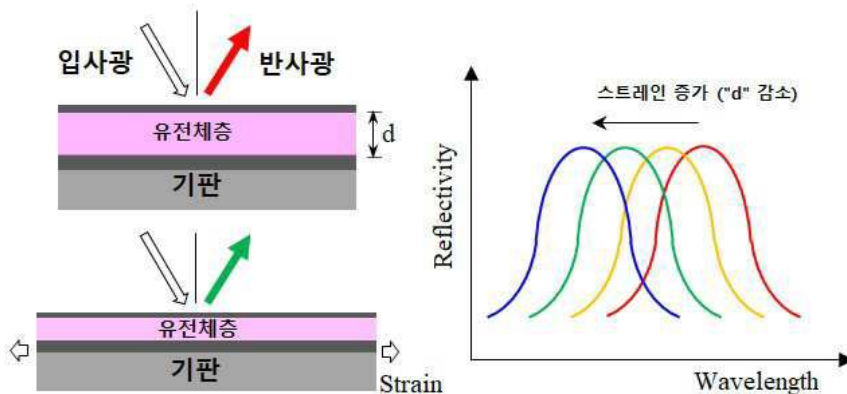 입사광
반사광
유전체층
d
기판
유전체층
기판
Strain
스트레인 증가 ("d" 감소)
Reflectivity
Wavelength